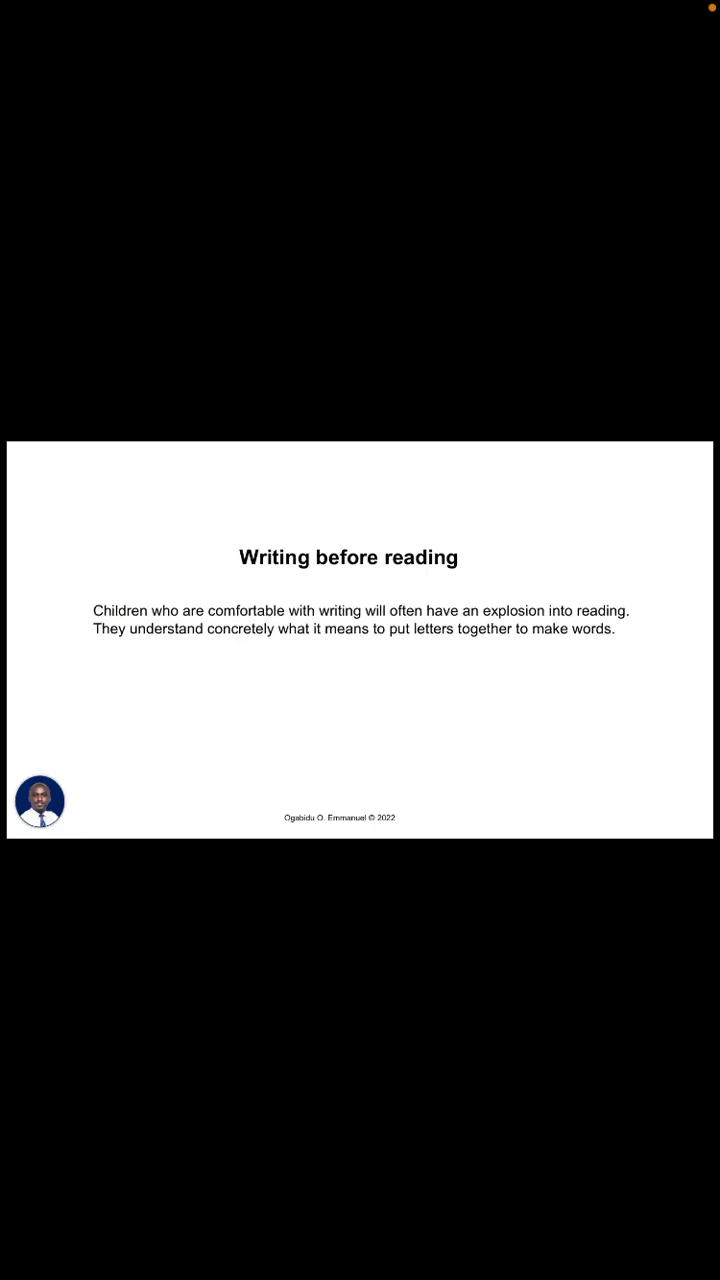 Writing before reading
Children who are comfortable with writing will often have an explosion into reading.
They understand concretely what it means to put letters together to make words.
Ogabidu O. Emmanuel © 2022